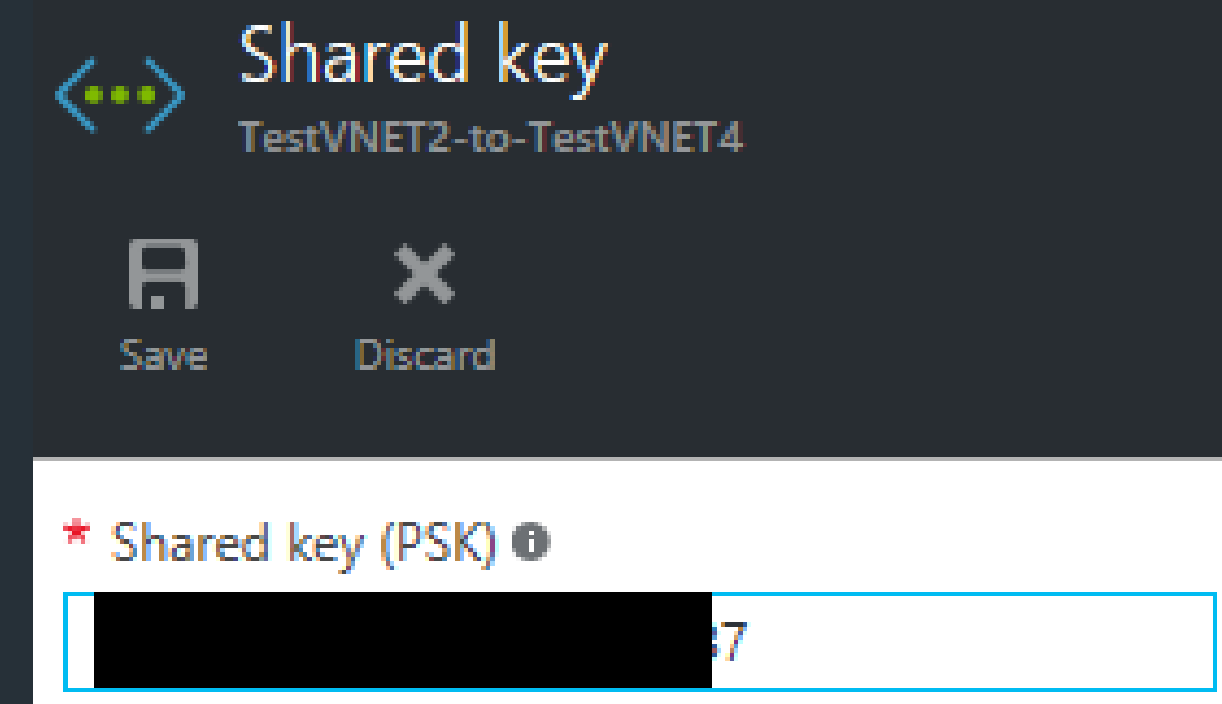 Shared key
TestVNET2-to-TestVNET4
Save Discard
* Shared key (PSK)
7